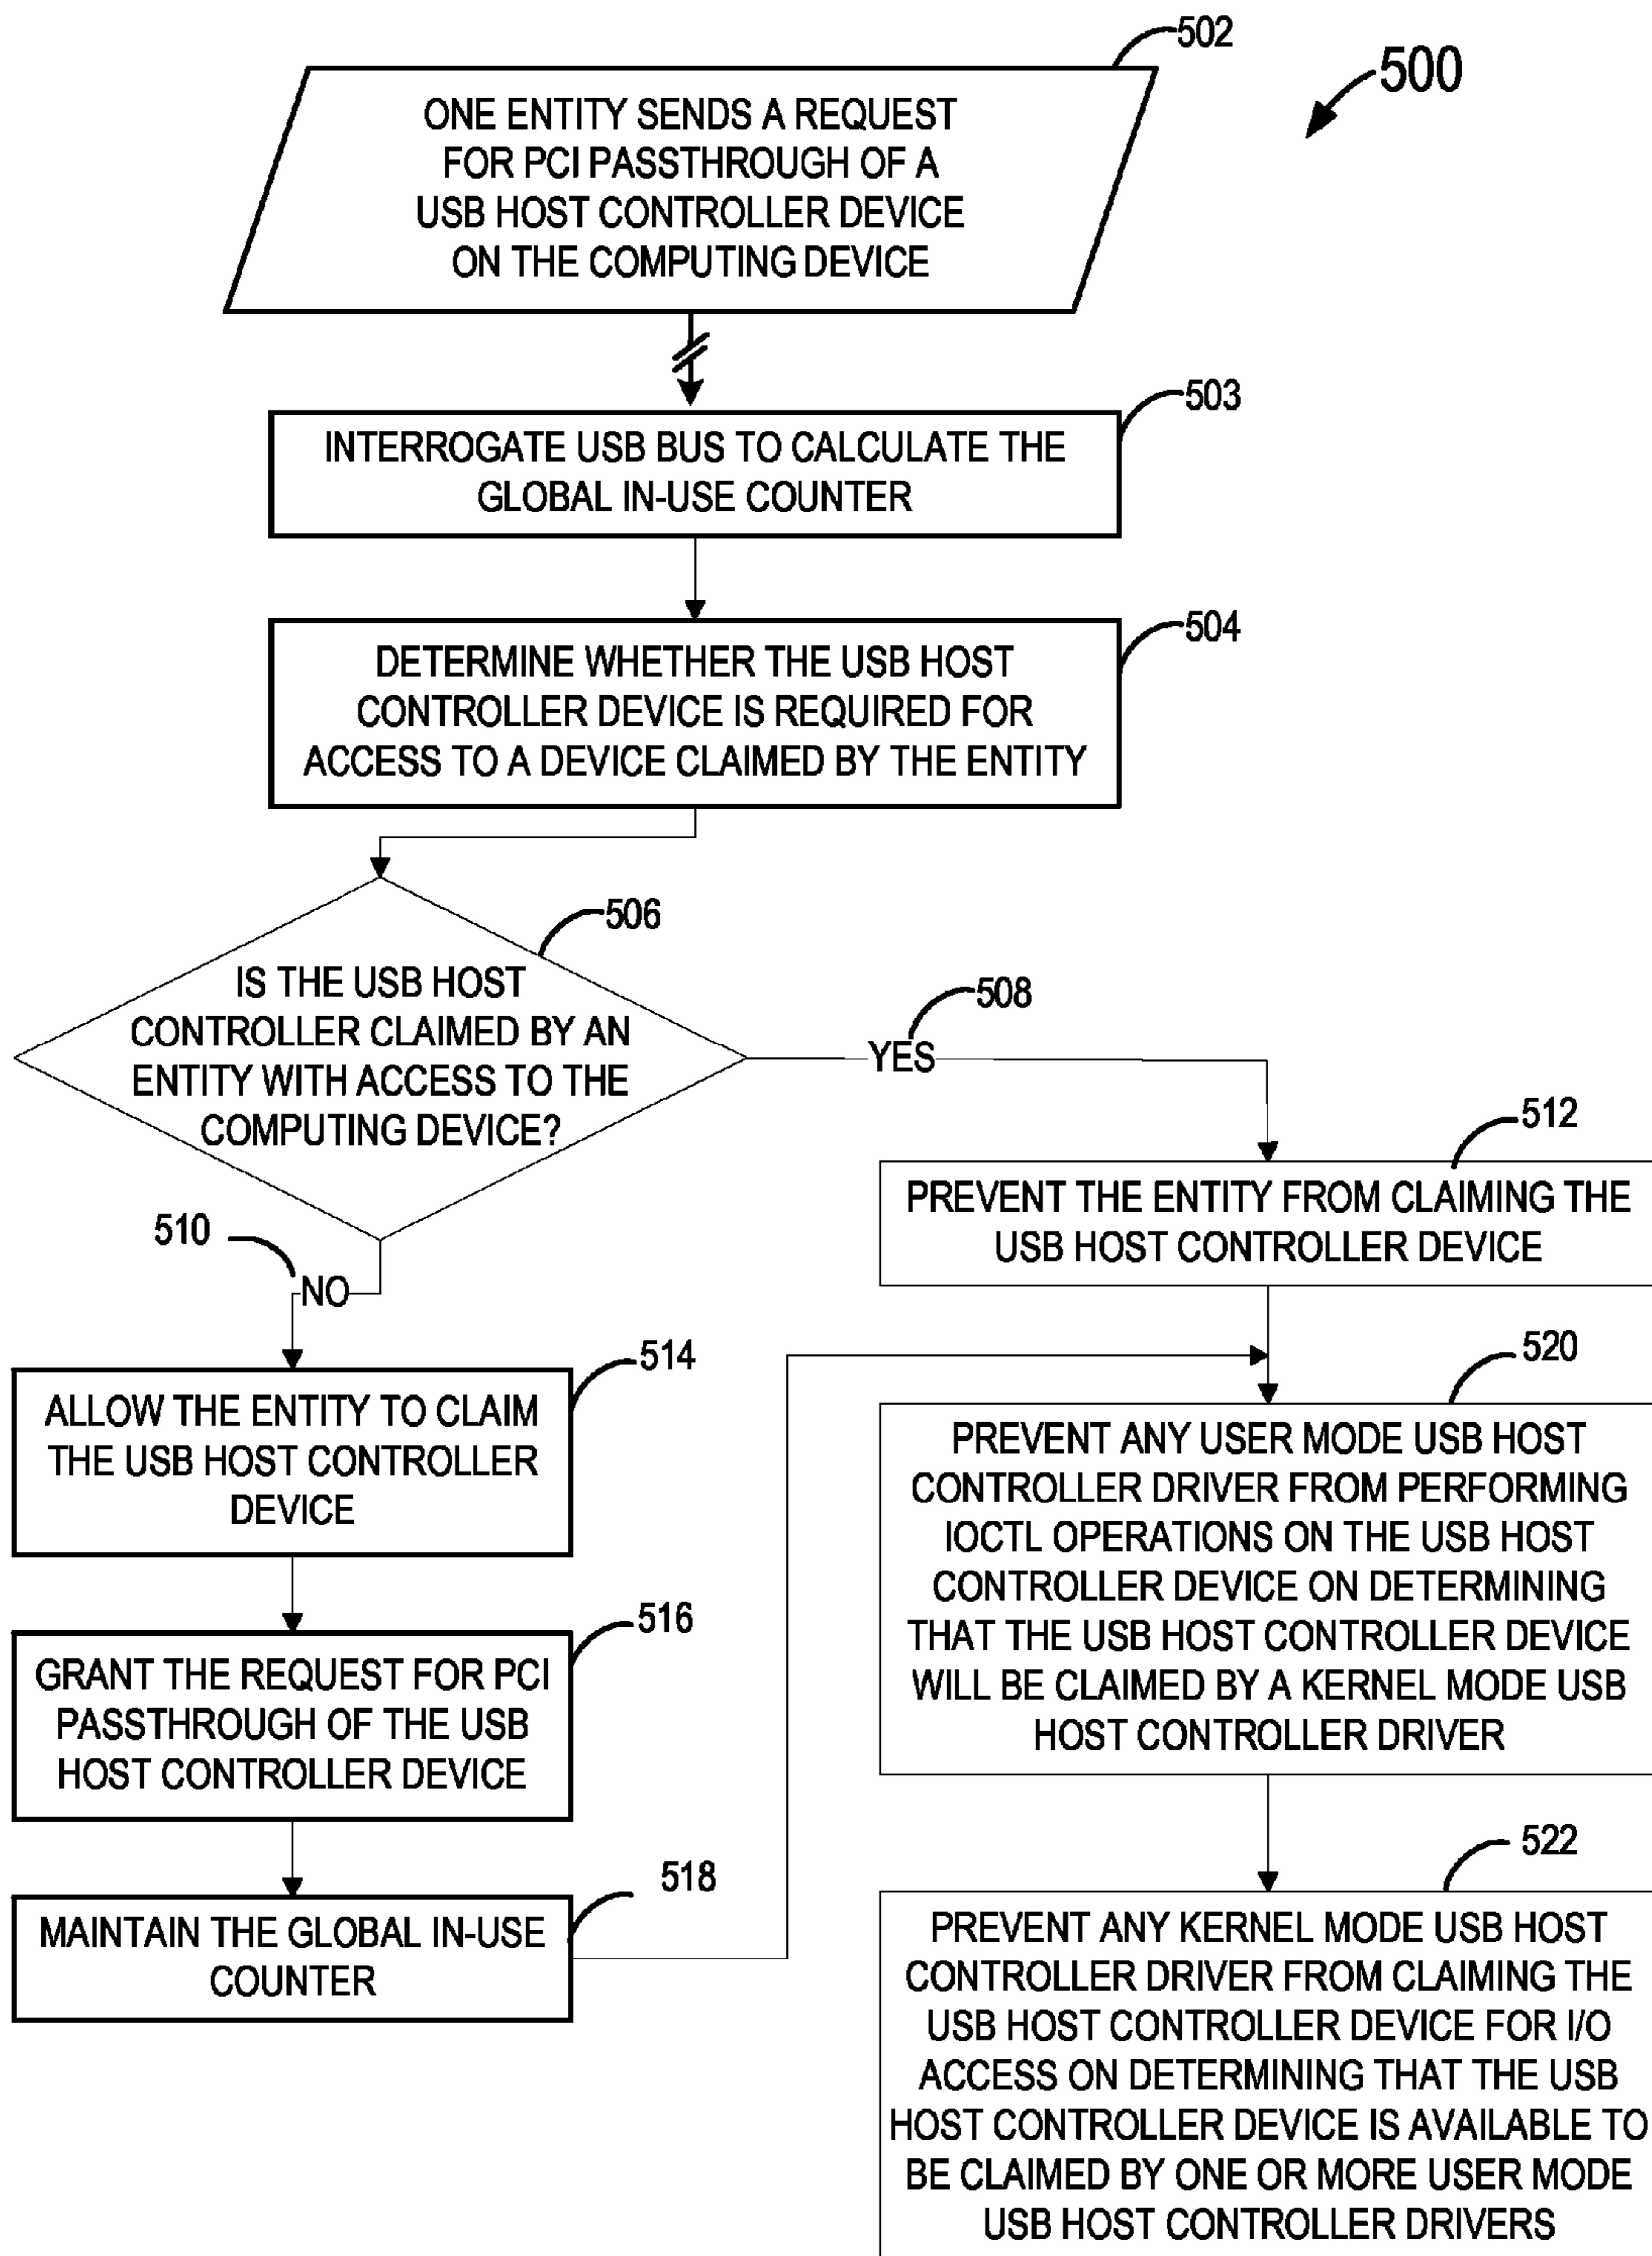 502
500
ONE ENTITY SENDS A REQUEST
FOR PCI PASSTHROUGH OF A
USB HOST CONTROLLER DEVICE
ON THE COMPUTING DEVICE
503
INTERROGATE USB BUS TO CALCULATE THE
GLOBAL IN-USE COUNTER
504
DETERMINE WHETHER THE USB HOST
CONTROLLER DEVICE IS REQUIRED FOR
ACCESS TO A DEVICE CLAIMED BY THE ENTITY
506
IS THE USB HOST
CONTROLLER CLAIMED BY AN
ENTITY WITH ACCESS TO THE
COMPUTING DEVICE?
508
YES
510
NO
512
PREVENT THE ENTITY FROM CLAIMING THE
USB HOST CONTROLLER DEVICE
514
ALLOW THE ENTITY TO CLAIM
THE USB HOST CONTROLLER
DEVICE
516
GRANT THE REQUEST FOR PCI
PASSTHROUGH OF THE USB
HOST CONTROLLER DEVICE
518
MAINTAIN THE GLOBAL IN-USE
COUNTER
520
PREVENT ANY USER MODE USB HOST
CONTROLLER DRIVER FROM PERFORMING
IOCTL OPERATIONS ON THE USB HOST
CONTROLLER DEVICE ON DETERMINING
THAT THE USB HOST CONTROLLER DEVICE
WILL BE CLAIMED BY A KERNEL MODE USB
HOST CONTROLLER DRIVER
522
PREVENT ANY KERNEL MODE USB HOST
CONTROLLER DRIVER FROM CLAIMING THE
USB HOST CONTROLLER DEVICE FOR I/O
ACCESS ON DETERMINING THAT THE USB
HOST CONTROLLER DEVICE IS AVAILABLE TO
BE CLAIMED BY ONE OR MORE USER MODE
USB HOST CONTROLLER DRIVERS